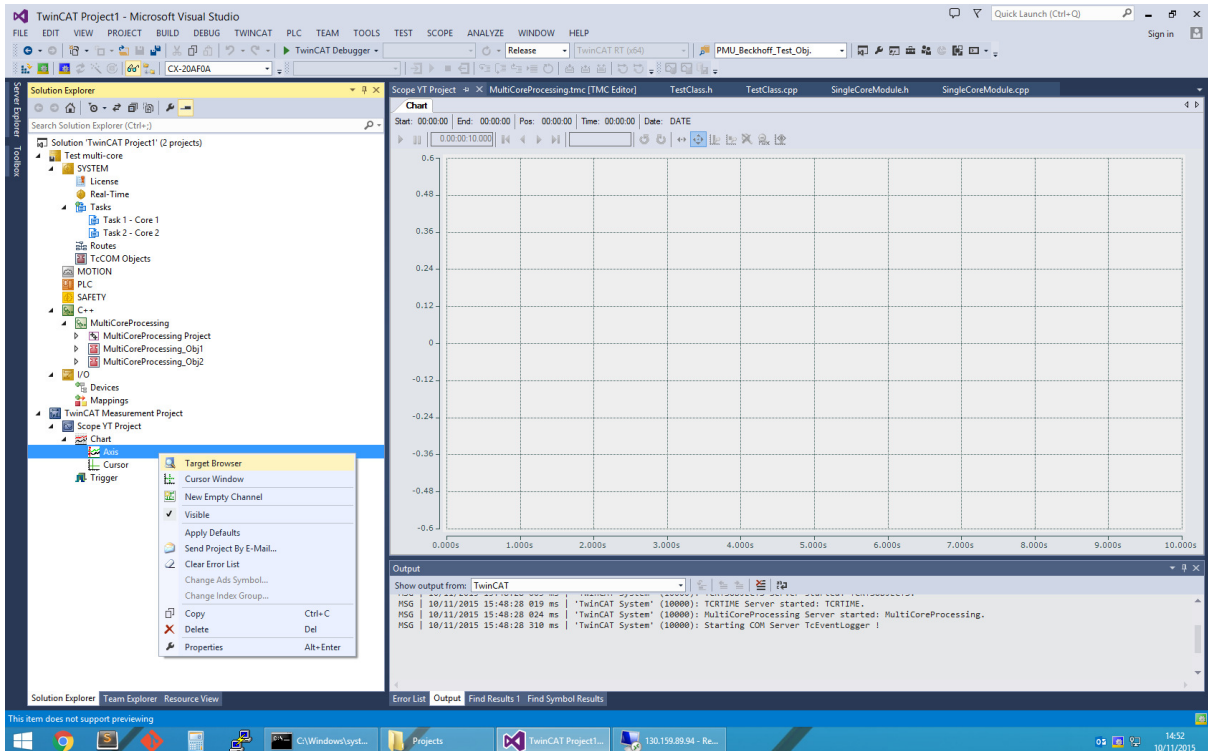 TwinCAT Project1 - Microsoft Visual Studio
Quick Launch (Ctrl+Q)
FILE EDIT VIEW PROJECT BUILD DEBUG TWINCAT PLC TEAM TOOLS TEST SCOPE ANALYZE WINDOW HELP
Sign in
TwinCAT Debugger
Release
TwinCAT RT (x64)
PMU_Beckhoff_Test_Obj.
CX-20AF0A
Server Explorer
Toolbox
Solution Explorer
Search Solution Explorer (Ctrl+;)
Solution 'TwinCAT Project1' (2 projects)
Test multi-core
SYSTEM
License
Real-Time
Tasks
Task 1 - Core 1
Task 2 - Core 2
Routes
TcCOM Objects
MOTION
PLC
SAFETY
C++
MultiCoreProcessing
MultiCoreProcessing Project
MultiCoreProcessing_Obj1
MultiCoreProcessing_Obj2
I/O
Devices
Mappings
TwinCAT Measurement Project
Scope YT Project
Chart
Axis
Cursor
Trigger
Target Browser
Cursor Window
New Empty Channel
Visible
Apply Defaults
Send Project By E-Mail...
Clear Error List
Change Ads Symbol...
Change Index Group...
Copy Ctrl+C
Delete Del
Properties Alt+Enter
Solution Explorer Team Explorer Resource View
Scope YT Project MultiCoreProcessing.tmc [TMC Editor] TestClass.h TestClass.cpp SingleCoreModule.h SingleCoreModule.cpp
Chart
Start: 00:00:00 End: 00:00:00 Pos: 00:00:00 Time: 00:00:00 Date: DATE
0.00:00:10.000
0.6
0.48
0.36
0.24
0.12
0
-0.12
-0.24
-0.36
-0.48
-0.6
0.000s 1.000s 2.000s 3.000s 4.000s 5.000s 6.000s 7.000s 8.000s 9.000s 10.000s
Output
Show output from: TwinCAT
MSG | 10/11/2015 15:48:28 019 ms | 'TwinCAT System' (10000): TCRTIME Server started: TCRTIME.
MSG | 10/11/2015 15:48:28 024 ms | 'TwinCAT System' (10000): MultiCoreProcessing Server started: MultiCoreProcessing.
MSG | 10/11/2015 15:48:28 310 ms | 'TwinCAT System' (10000): Starting COM Server TcEventLogger !
Error List Output Find Results 1 Find Symbol Results
This item does not support previewing
C:\Windows\syst...
Projects
TwinCAT Project1...
130.159.89.94 - Re...
14:52
10/11/2015